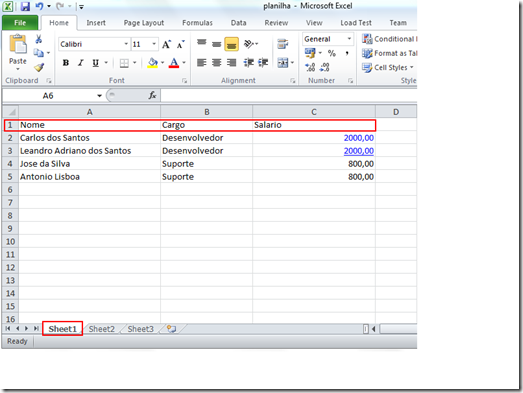 planilha - Microsoft Excel
File Home Insert Page Layout Formulas Data Review View Load Test Team
Paste Calibri 11 General Conditional
Format as Tab
B I U A $ % , Cell Styles
Clipboard Font Alignment Number Style
A6 fx
A B C D
1 Nome Cargo Salario
2 Carlos dos Santos Desenvolvedor 2000,00
3 Leandro Adriano dos Santos Desenvolvedor 2000,00
4 Jose da Silva Suporte 800,00
5 Antonio Lisboa Suporte 800,00
6
7
8
9
10
11
12
13
14
15
16
Sheet1 Sheet2 Sheet3
Ready